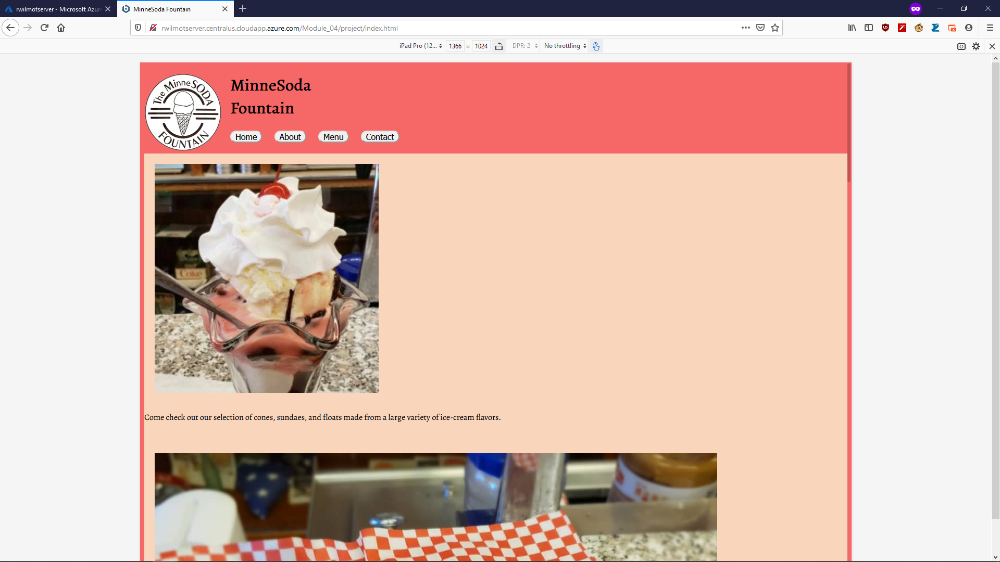 rwilmotserver - Microsoft Azur
MinneSoda Fountain
rwilmotserver.centralus.cloudapp.azure.com/Module_04/project/index.html
iPad Pro (12... 1366 × 1024 DPR: 2 No throttling
The MinneSODA
FOUNTAIN
MinneSoda
Fountain
Home About Menu Contact
Coke
Come check out our selection of cones, sundaes, and floats made from a large variety of ice-cream flavors.